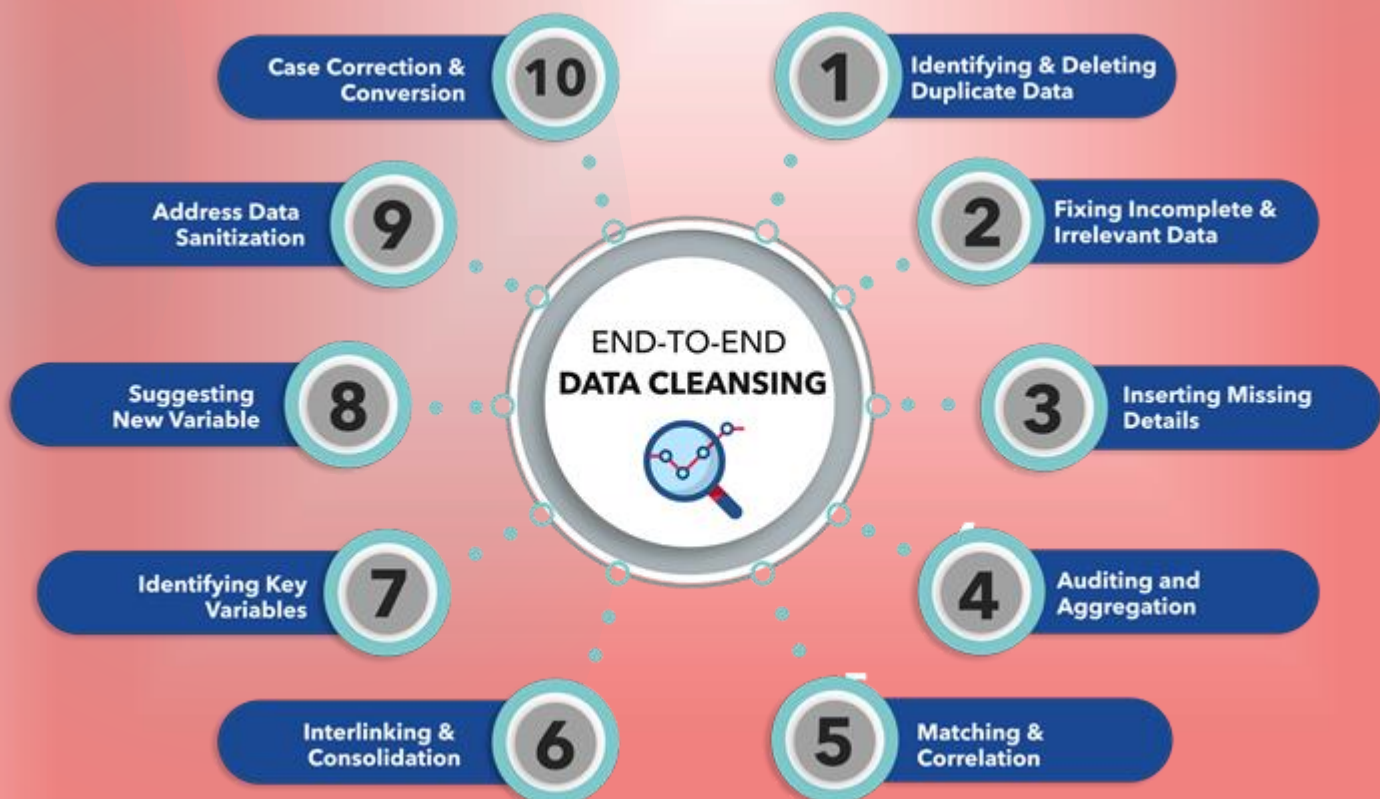 END-TO-END
DATA CLEANSING
1
Identifying & Deleting
Duplicate Data
2
Fixing Incomplete &
Irrelevant Data
3
Inserting Missing
Details
4
Auditing and
Aggregation
5
Matching &
Correlation
6
Interlinking &
Consolidation
7
Identifying Key
Variables
8
Suggesting
New Variable
9
Address Data
Sanitization
10
Case Correction &
Conversion